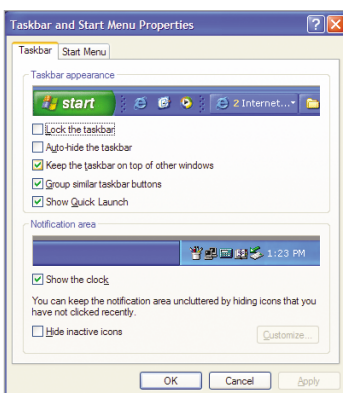 Taskbar and Start Menu Properties
Taskbar
Start Menu
Taskbar appearance
start
2 Internet...
Lock the taskbar
Auto-hide the taskbar
Keep the taskbar on top of other windows
Group similar taskbar buttons
Show Quick Launch
Notification area
1:23 PM
Show the clock
You can keep the notification area uncluttered by hiding icons that you
have not clicked recently.
Hide inactive icons
Customize...
OK
Cancel
Apply